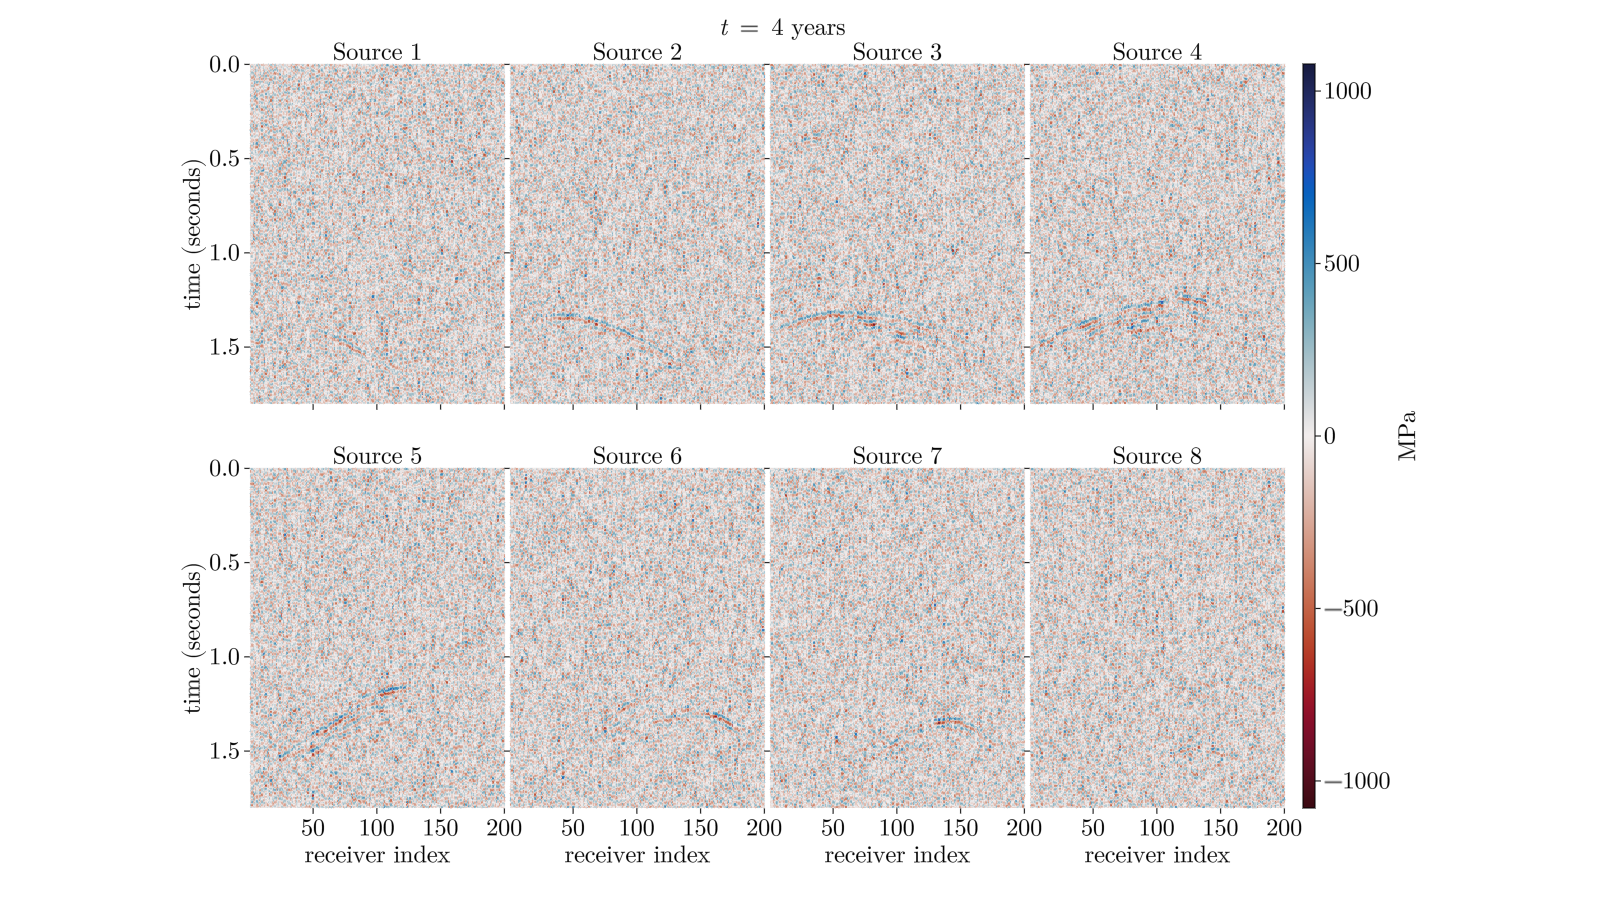 t = 4 years
Source 1 Source 2 Source 3 Source 4
0.0
0.5
1.0
1.5
time (seconds)
Source 5 Source 6 Source 7 Source 8
0.0
0.5
1.0
1.5
time (seconds)
50 100 150 200 50 100 150 200 50 100 150 200 50 100 150 200
receiver index receiver index receiver index receiver index
1000
500
0
−500
−1000
MPa